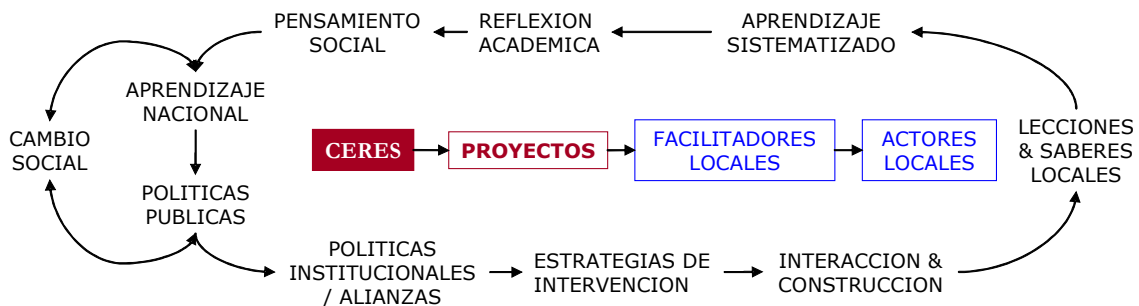 PENSAMIENTO
SOCIAL
REFLEXION
ACADEMICA
APRENDIZAJE
SISTEMATIZADO
APRENDIZAJE
NACIONAL
CAMBIO
SOCIAL
CERES
PROYECTOS
FACILITADORES
LOCALES
ACTORES
LOCALES
LECCIONES
& SABERES
LOCALES
POLITICAS
PUBLICAS
POLITICAS
INSTITUCIONALES
/ ALIANZAS
ESTRATEGIAS DE
INTERVENCION
INTERACCION &
CONSTRUCCION